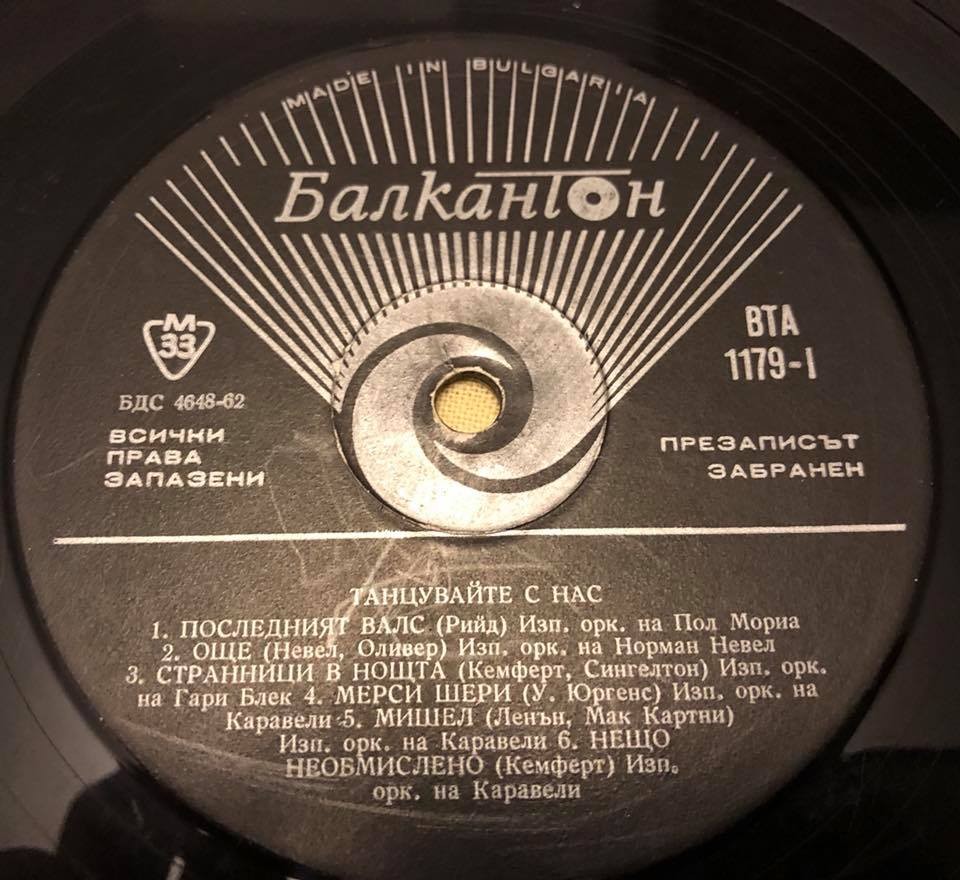 MADE IN BULGARIA
Балкантон
М
33
БДС 4648-62
ВСИЧКИ
ПРАВА
ЗАПАЗЕНИ
ВТА
1179-I
ПРЕЗАПИСЪТ
ЗАБРАНЕН
ТАНЦУВАЙТЕ С НАС
1. ПОСЛЕДНИЯТ ВАЛС (Рийд) Изп. орк. на Пол Мориа
2. ОЩЕ (Невел, Оливер) Изп. орк. на Норман Невел
3. СТРАННИЦИ В НОЩТА (Кемферт, Сингелтон) Изп. орк.
на Гари Блек 4. МЕРСИ ШЕРИ (У. Юргенс) Изп. орк. на
Каравели 5. МИШЕЛ (Ленън, Мак Картни)
Изп. орк. на Каравели 6. НЕЩО
НЕОБМИСЛЕНО (Кемферт) Изп.
орк. на Каравели